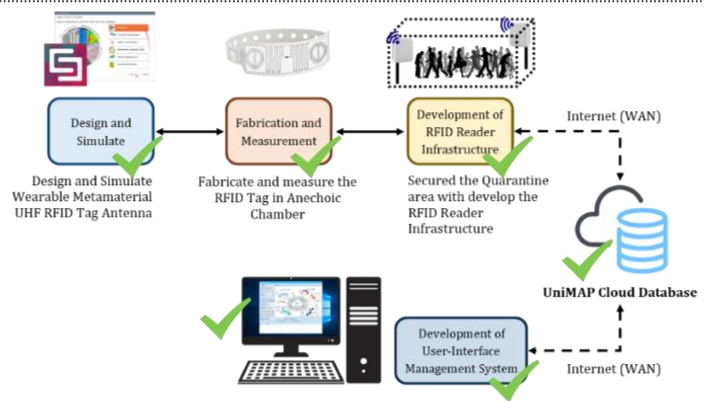 Design and
Simulate
Fabrication and
Measurement
Development of
RFID Reader
Infrastructure
Internet (WAN)
Design and Simulate
Wearable Metamaterial
UHF RFID Tag Antenna
Fabricate and measure the
RFID Tag in Anechoic
Chamber
Secured the Quarantine
area with develop the
RFID Reader
Infrastructure
UniMAP Cloud Database
Development of
User-Interface
Management System
Internet (WAN)